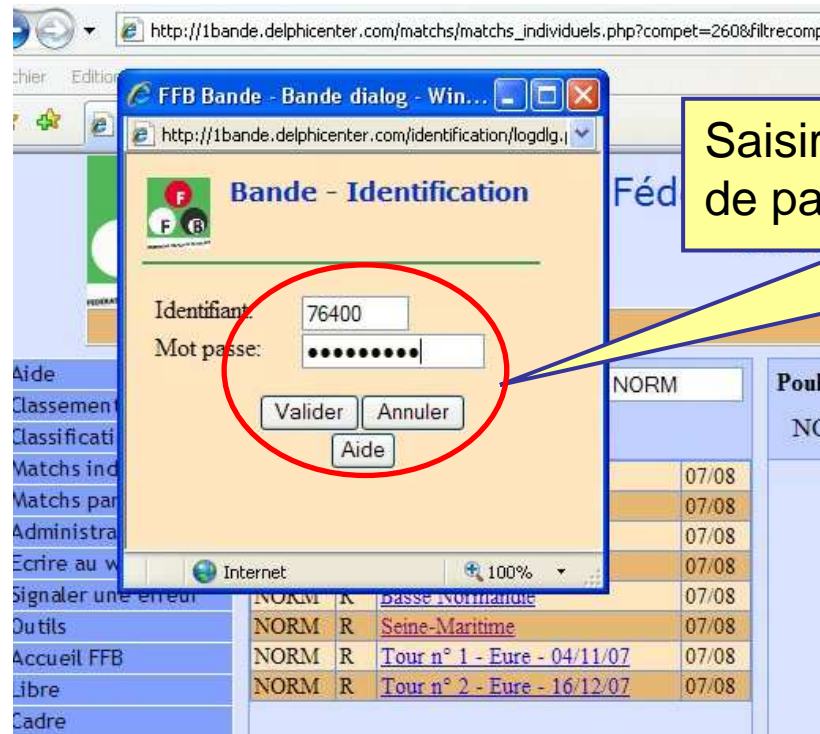 http://1bande.delphicenter.com/matchs/matchs_individuels.php?compet=260&filtrecomp
FFB Bande - Bande dialog - Win...
http://1bande.delphicenter.com/identification/logdlg.
Saisir
de pa
F
F B
Bande - Identification
Féd
Identifiant:
76400
Mot passe:
Valider
Annuler
Aide
Internet
100%
Aide
NORM
Classement
Classificati
NO
Matchs ind
07/08
Matchs par
07/08
Administra
07/08
Ecrire au w
07/08
Signaler une erreur
NORM R Basse Normandie 07/08
Outils
NORM R Seine-Maritime 07/08
Accueil FFB
NORM R Tour n° 1 - Eure - 04/11/07 07/08
Libre
NORM R Tour n° 2 - Eure - 16/12/07 07/08
Cadre